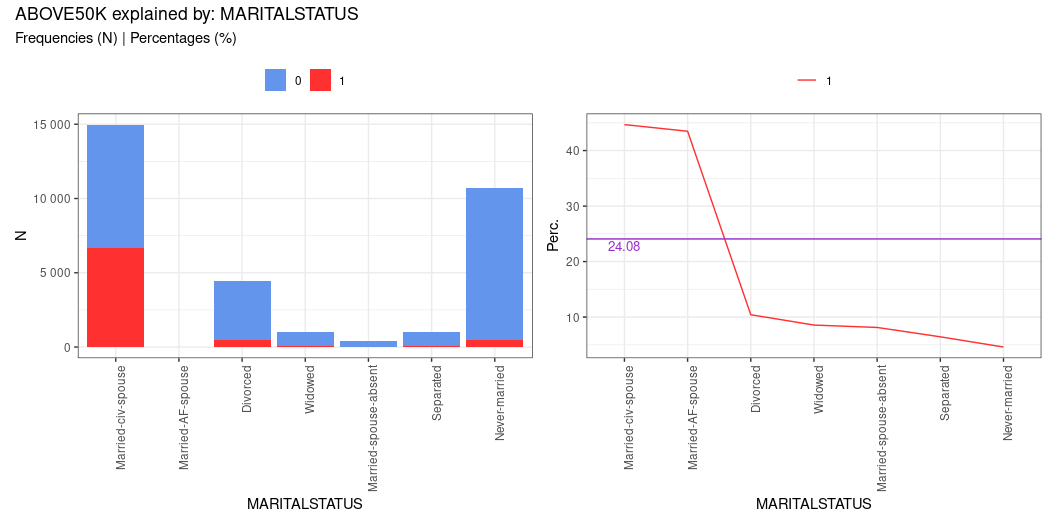 ABOVE50K explained by: MARITALSTATUS
Frequencies (N) | Percentages (%)
0 1
N
15 000
10 000
5 000
0
Married-civ-spouse
Married-AF-spouse
Divorced
Widowed
Married-spouse-absent
Separated
Never-married
MARITALSTATUS
1
Perc.
40
30
20
10
24.08
Married-civ-spouse
Married-AF-spouse
Divorced
Widowed
Married-spouse-absent
Separated
Never-married
MARITALSTATUS